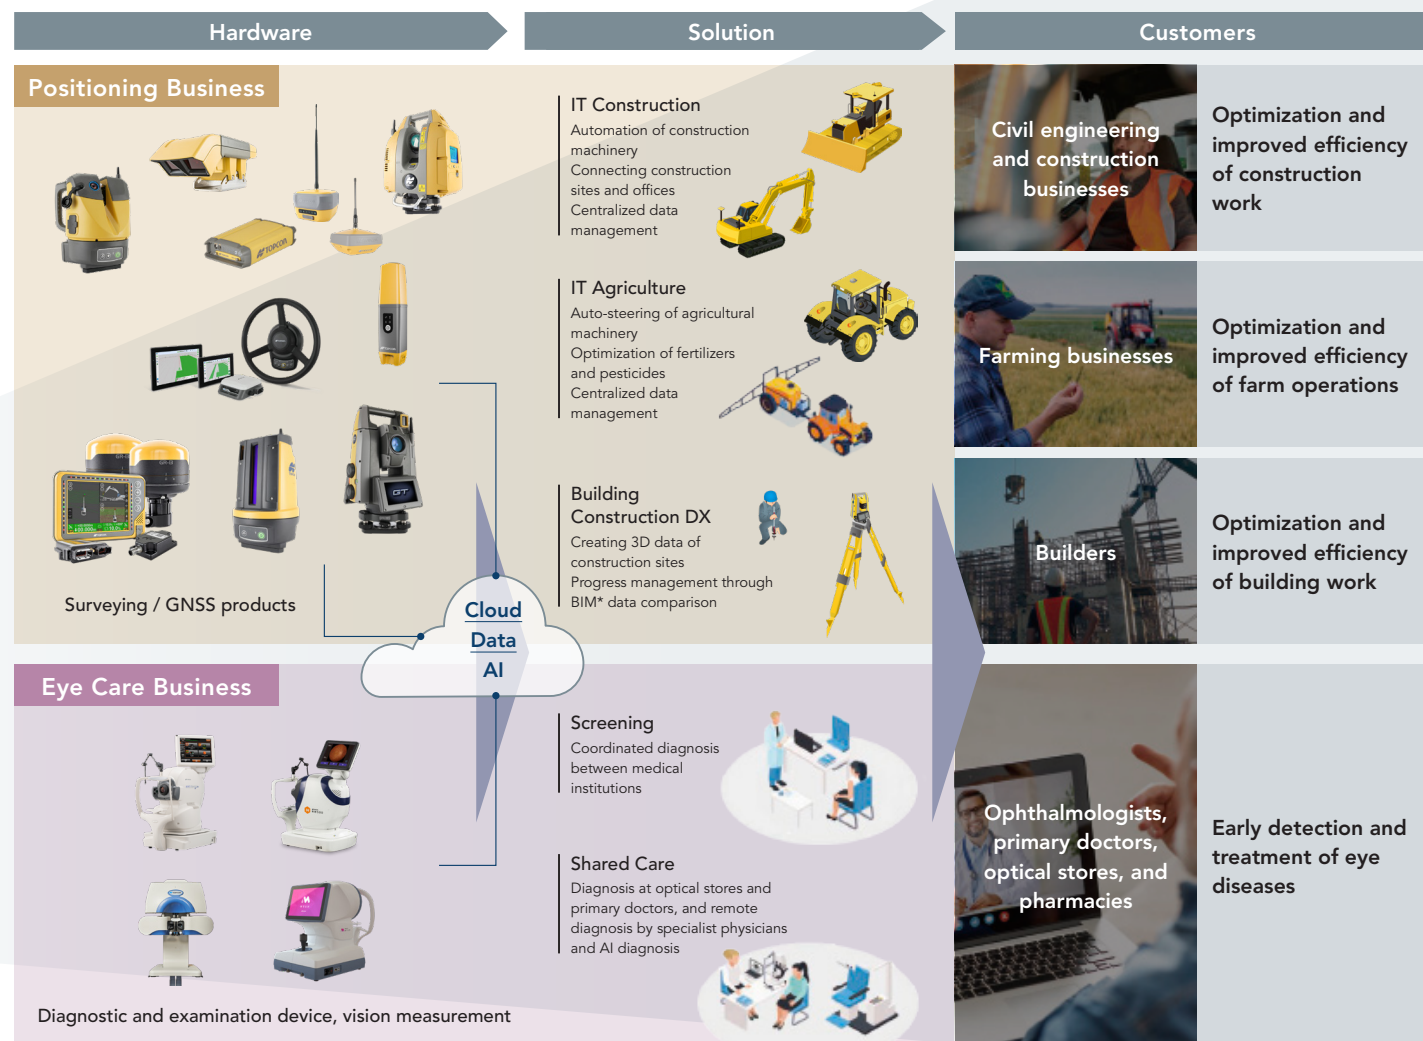 Hardware
Solution
Customers
Positioning Business
TOPCON
GT
Surveying / GNSS products
IT Construction
Automation of construction
machinery
Connecting construction
sites and offices
Centralized data
management
IT Agriculture
Auto-steering of agricultural
machinery
Optimization of fertilizers
and pesticides
Centralized data
management
Building
Construction DX
Creating 3D data of
construction sites
Progress management through
BIM* data comparison
Cloud
Data
AI
Civil engineering
and construction
businesses
Optimization and
improved efficiency
of construction
work
Farming businesses
Optimization and
improved efficiency
of farm operations
Builders
Optimization and
improved efficiency
of building work
Eye Care Business
Diagnostic and examination device, vision measurement
Screening
Coordinated diagnosis
between medical
institutions
Shared Care
Diagnosis at optical stores and
primary doctors, and remote
diagnosis by specialist physicians
and AI diagnosis
Ophthalmologists,
primary doctors,
optical stores, and
pharmacies
Early detection and
treatment of eye
diseases